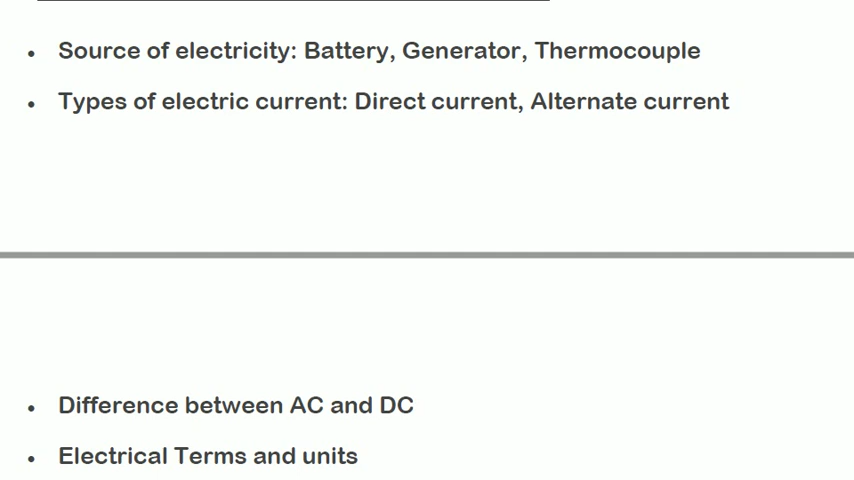 • Source of electricity: Battery, Generator, Thermocouple
• Types of electric current: Direct current, Alternate current
• Difference between AC and DC
• Electrical Terms and units